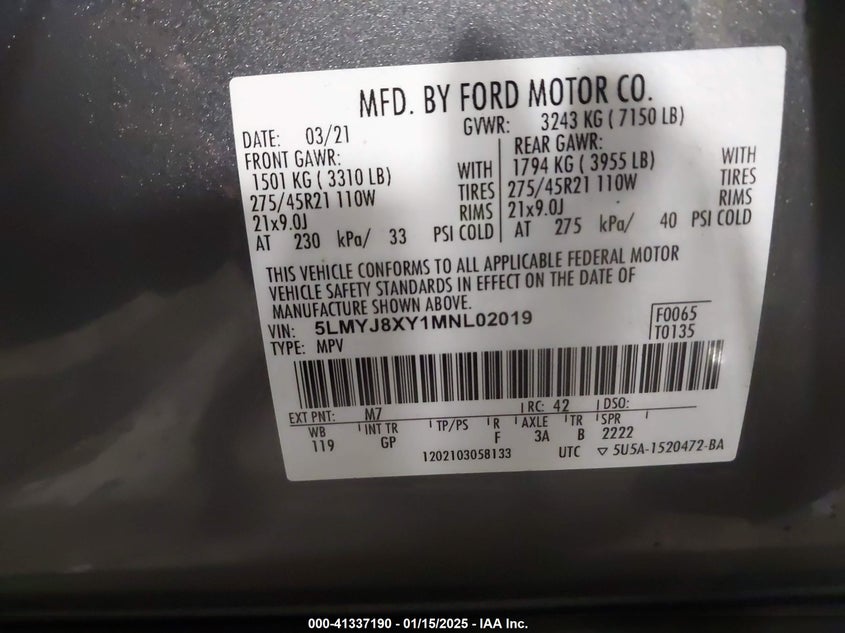 MFD. BY FORD MOTOR CO.
DATE: 03/21 GVWR: 3243 KG ( 7150 LB)
FRONT GAWR: REAR GAWR:
1501 KG ( 3310 LB) WITH 1794 KG ( 3955 LB) WITH
275/45R21 110W TIRES 275/45R21 110W TIRES
21x9.0J RIMS 21x9.0J RIMS
AT 230 kPa/ 33 PSI COLD AT 275 kPa/ 40 PSI COLD
THIS VEHICLE CONFORMS TO ALL APPLICABLE FEDERAL MOTOR
VEHICLE SAFETY STANDARDS IN EFFECT ON THE DATE OF
MANUFACTURE SHOWN ABOVE.
VIN: 5LMYJ8XY1MNL02019 F0065
TYPE: MPV T0135
EXT PNT: M7 RC: 42 DSO:
WB INT TR TP/PS R AXLE TR SPR
119 GP F 3A B 2222
1202103058133 UTC ▽ 5U5A-1520472-BA
000-41337190 - 01/15/2025 - IAA Inc.